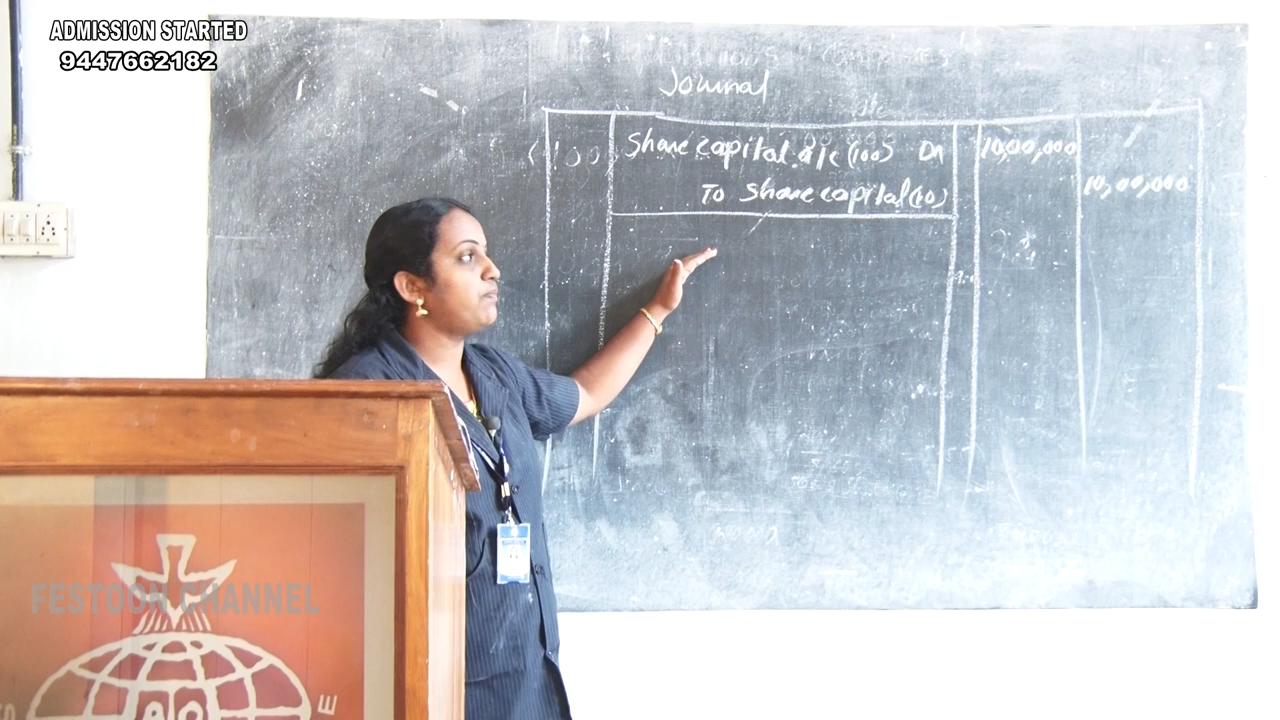 ADMISSION STARTED
9447662182
Journal
Share capital a/c (100) Dr 10,00,000
To Share capital (10) 10,00,000
FESTOON CHANNEL